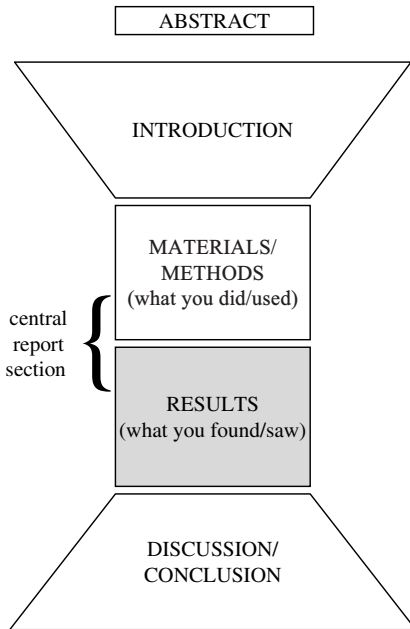 ABSTRACT
INTRODUCTION
MATERIALS/
METHODS
(what you did/used)
central
report
section
RESULTS
(what you found/saw)
DISCUSSION/
CONCLUSION